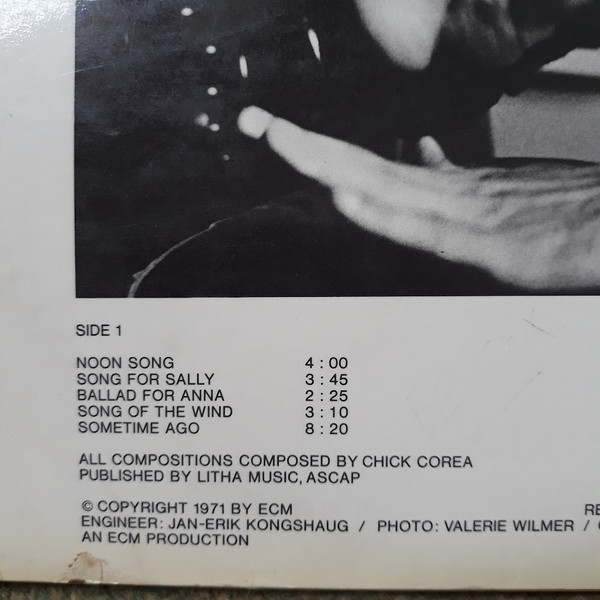 SIDE 1
NOON SONG 4 : 00
SONG FOR SALLY 3 : 45
BALLAD FOR ANNA 2 : 25
SONG OF THE WIND 3 : 10
SOMETIME AGO 8 : 20
ALL COMPOSITIONS COMPOSED BY CHICK COREA
PUBLISHED BY LITHA MUSIC, ASCAP
© COPYRIGHT 1971 BY ECM
ENGINEER: JAN-ERIK KONGSHAUG / PHOTO: VALERIE WILMER /
AN ECM PRODUCTION